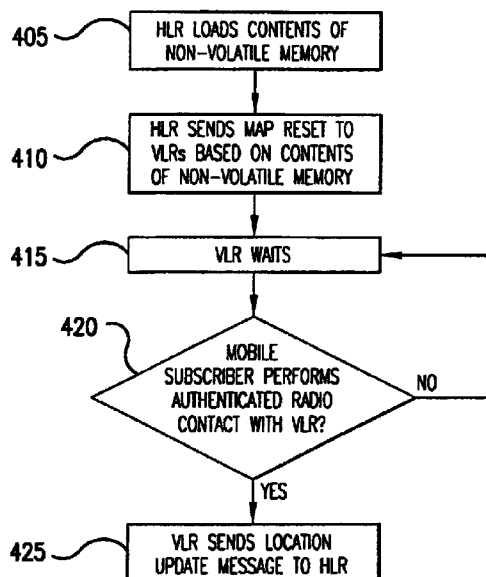 405
HLR LOADS CONTENTS OF
NON-VOLATILE MEMORY
410
HLR SENDS MAP RESET TO
VLRs BASED ON CONTENTS
OF NON-VOLATILE MEMORY
415
VLR WAITS
420
MOBILE
SUBSCRIBER PERFORMS
AUTHENTICATED RADIO
CONTACT WITH VLR?
NO
YES
425
VLR SENDS LOCATION
UPDATE MESSAGE TO HLR